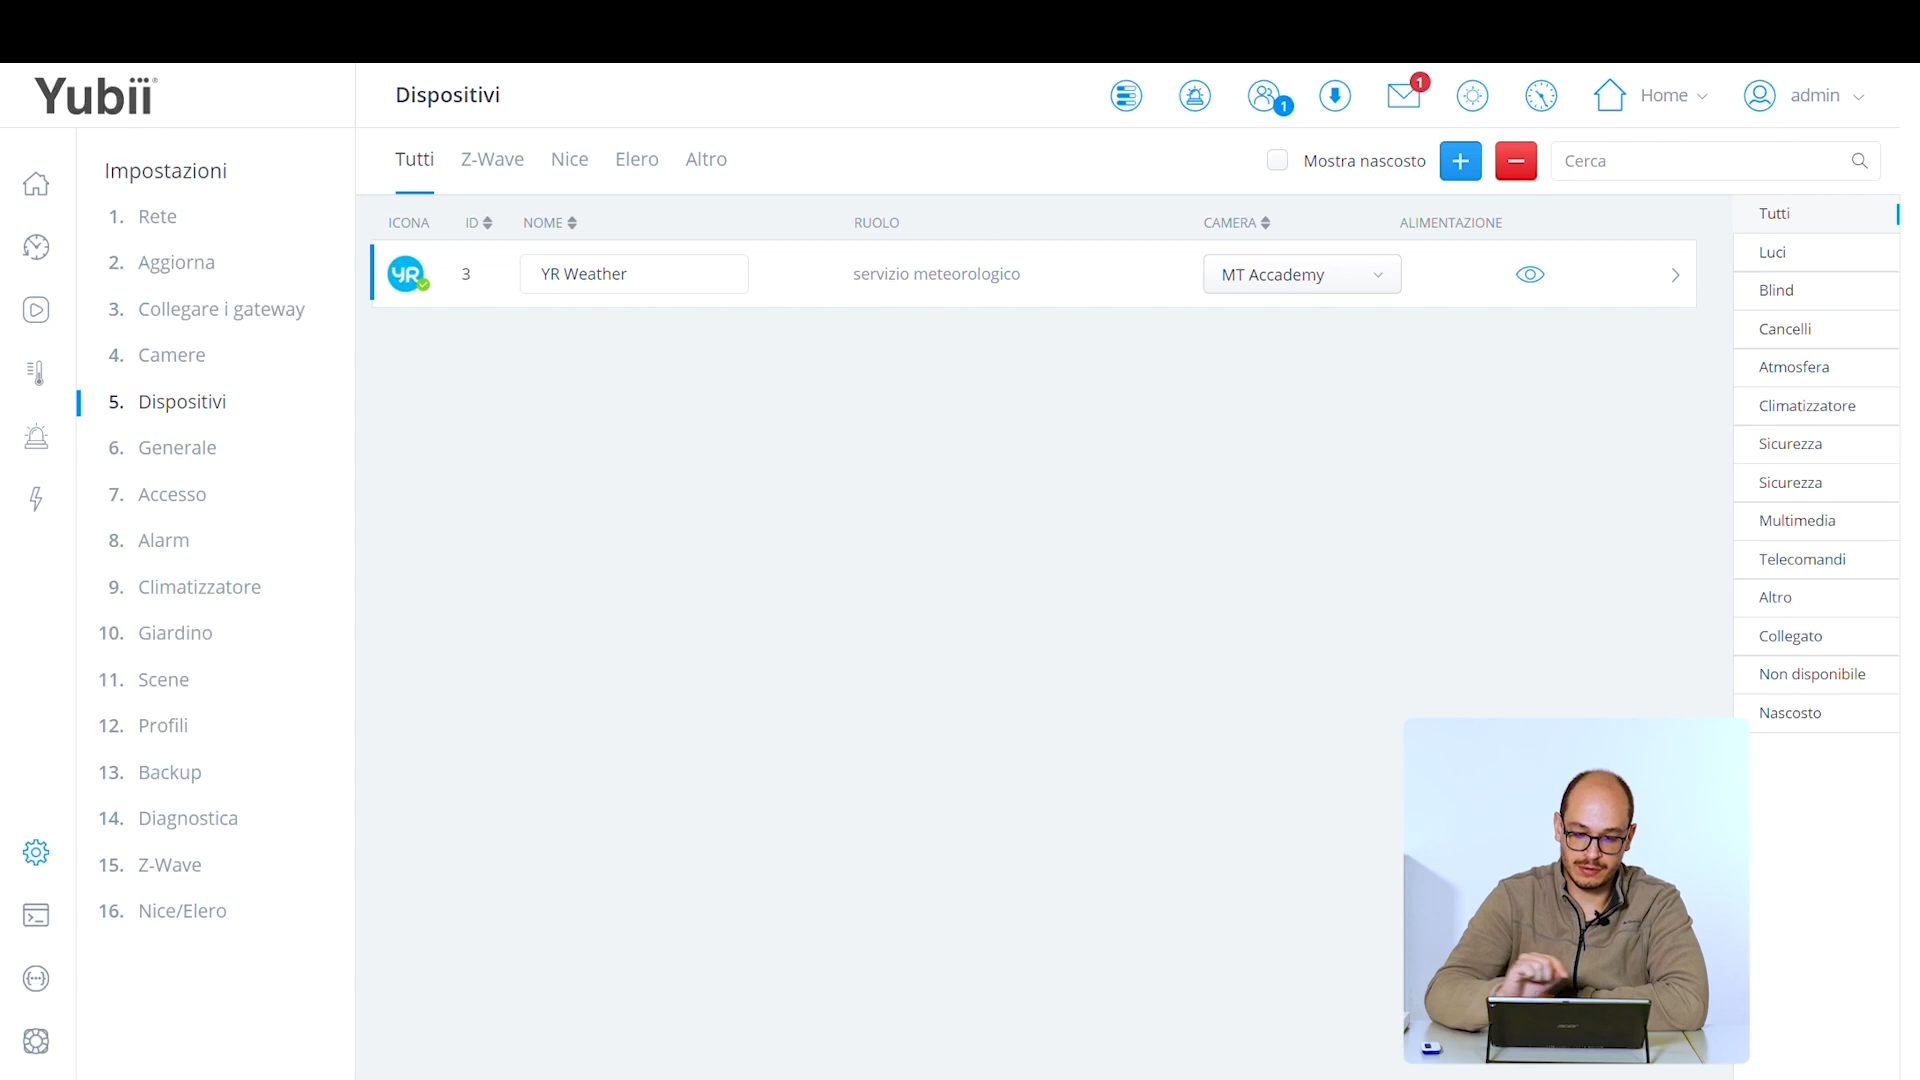 Yubii®
Dispositivi
1
1
Home
admin
Impostazioni
1. Rete
2. Aggiorna
3. Collegare i gateway
4. Camere
5. Dispositivi
6. Generale
7. Accesso
8. Alarm
9. Climatizzatore
10. Giardino
11. Scene
12. Profili
13. Backup
14. Diagnostica
15. Z-Wave
16. Nice/Elero
Tutti Z-Wave Nice Elero Altro
Mostra nascosto
Cerca
ICONA ID NOME RUOLO CAMERA ALIMENTAZIONE
YR 3 YR Weather servizio meteorologico MT Accademy
Tutti
Luci
Blind
Cancelli
Atmosfera
Climatizzatore
Sicurezza
Sicurezza
Multimedia
Telecomandi
Altro
Collegato
Non disponibile
Nascosto
acer